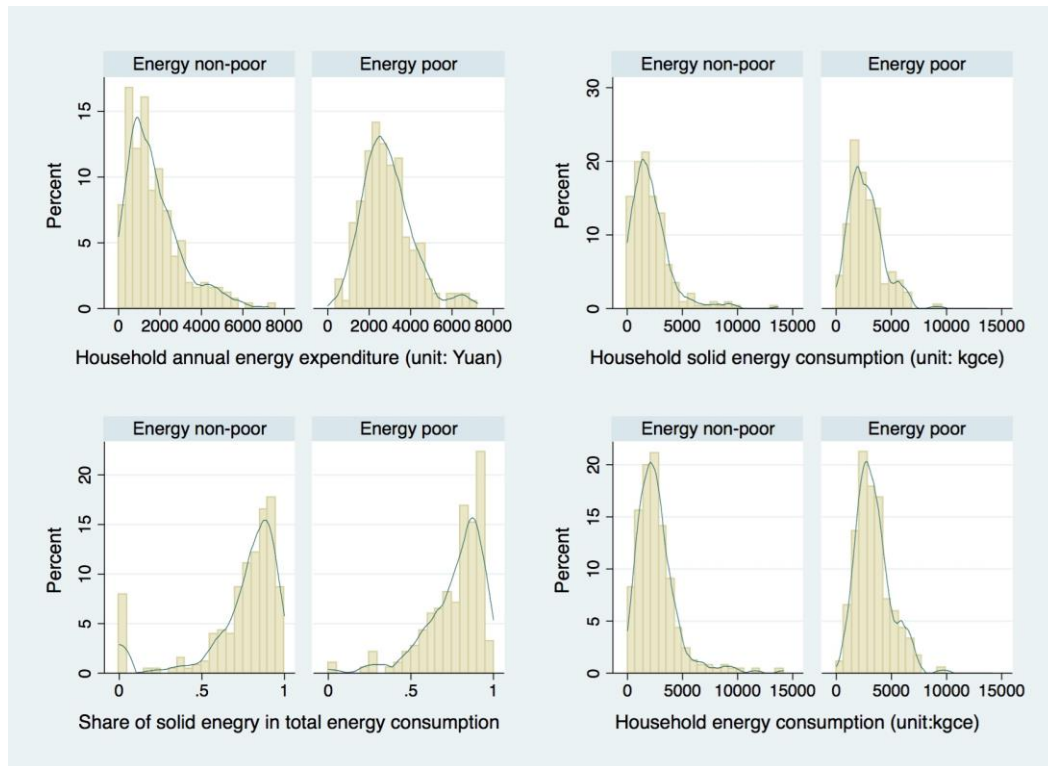 Energy non-poor
Energy poor
Percent
15
10
5
0
0 2000 4000 6000 8000
0 2000 4000 6000 8000
Household annual energy expenditure (unit: Yuan)
Energy non-poor
Energy poor
Percent
30
20
10
0
0 5000 10000 15000
0 5000 10000 15000
Household solid energy consumption (unit: kgce)
Energy non-poor
Energy poor
Percent
20
15
10
5
0
0 .5 1
0 .5 1
Share of solid enegry in total energy consumption
Energy non-poor
Energy poor
Percent
20
15
10
5
0
0 5000 10000 15000
0 5000 10000 15000
Household energy consumption (unit:kgce)